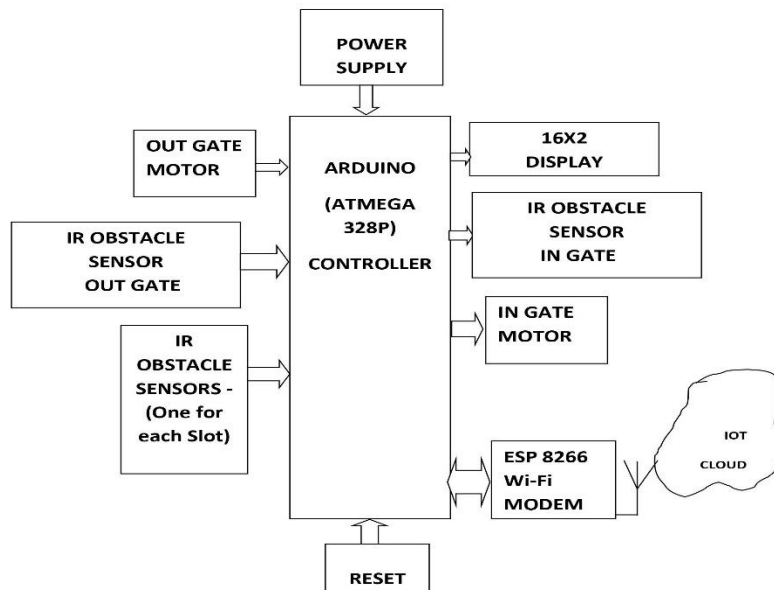 POWER
SUPPLY
OUT GATE
MOTOR
IR OBSTACLE
SENSOR
OUT GATE
IR
OBSTACLE
SENSORS -
(One for
each Slot)
ARDUINO
(ATMEGA
328P)
CONTROLLER
16X2
DISPLAY
IR OBSTACLE
SENSOR
IN GATE
IN GATE
MOTOR
ESP 8266
Wi-Fi
MODEM
IOT
CLOUD
RESET